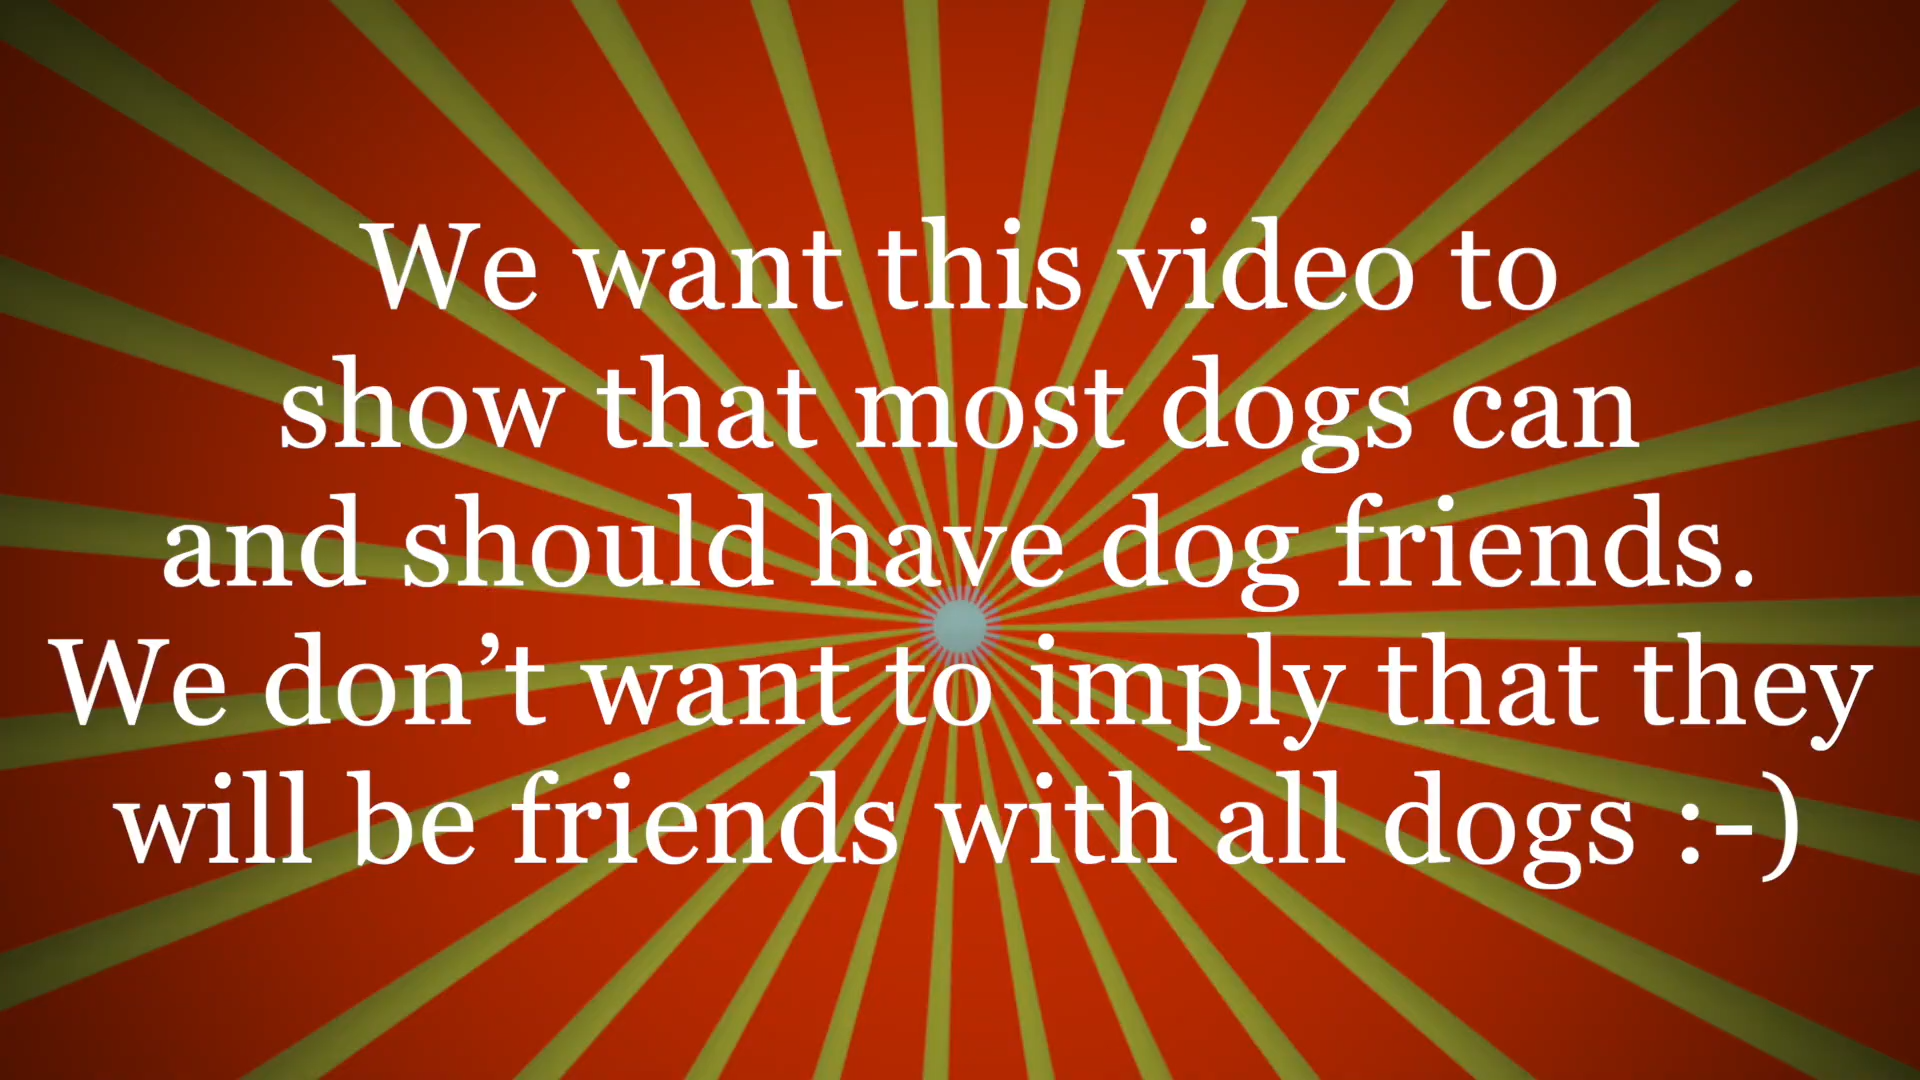 We want this video to
show that most dogs can
and should have dog friends.
We don’t want to imply that they
will be friends with all dogs :-)